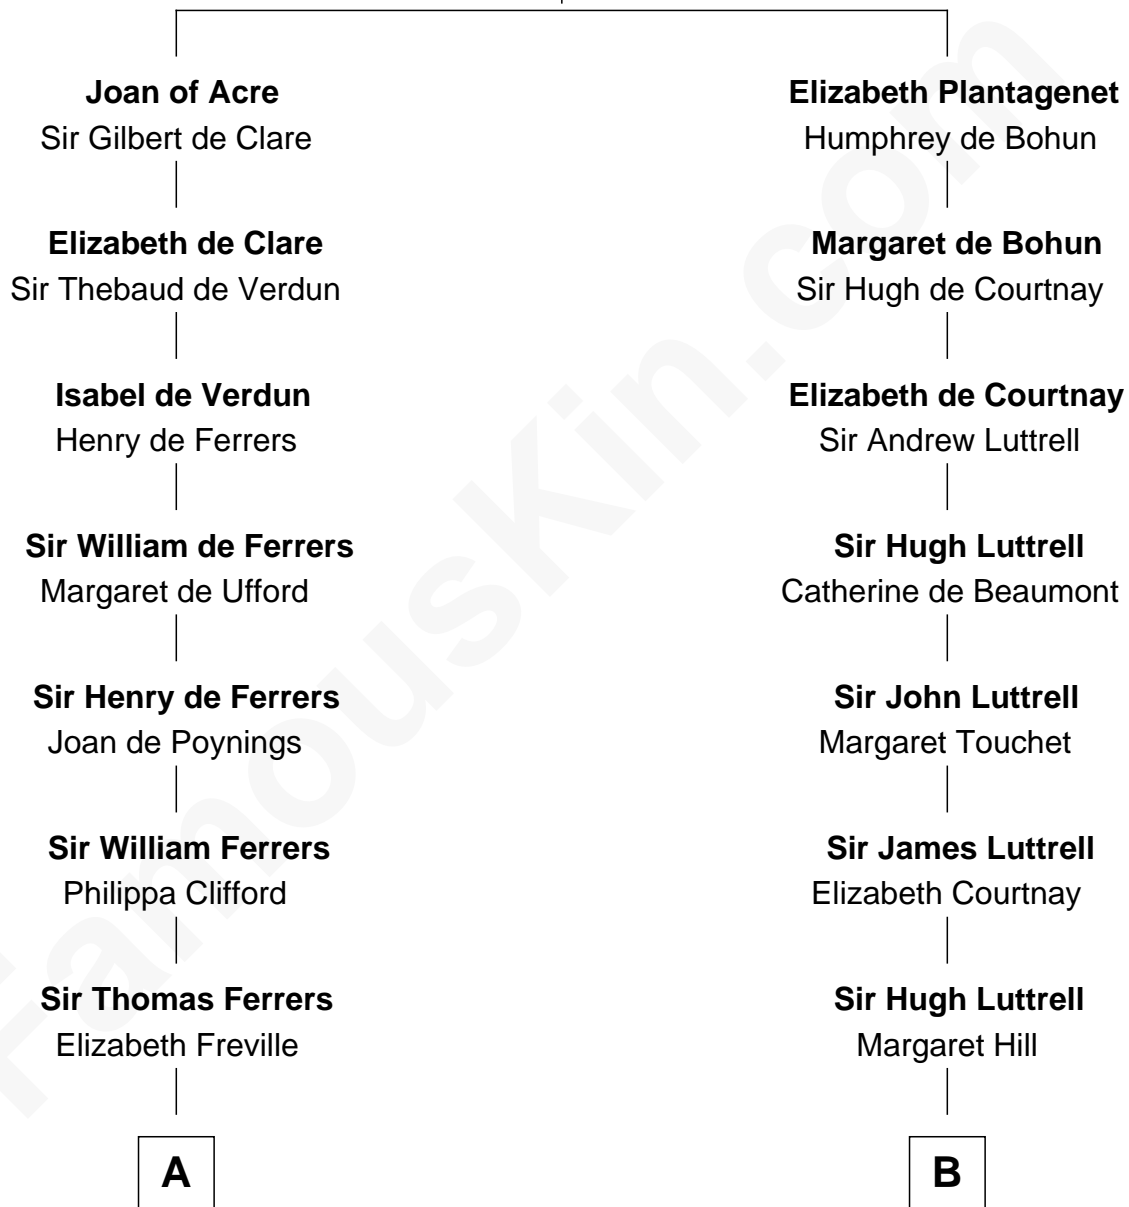 Joan of Acre
Sir Gilbert de Clare
Elizabeth de Clare
Sir Thebaud de Verdun
Isabel de Verdun
Henry de Ferrers
Sir William de Ferrers
Margaret de Ufford
Sir Henry de Ferrers
Joan de Poynings
Sir William Ferrers
Philippa Clifford
Sir Thomas Ferrers
Elizabeth Freville
A
Elizabeth Plantagenet
Humphrey de Bohun
Margaret de Bohun
Sir Hugh de Courtnay
Elizabeth de Courtnay
Sir Andrew Luttrell
Sir Hugh Luttrell
Catherine de Beaumont
Sir John Luttrell
Margaret Touchet
Sir James Luttrell
Elizabeth Courtnay
Sir Hugh Luttrell
Margaret Hill
B
FamousKin.com